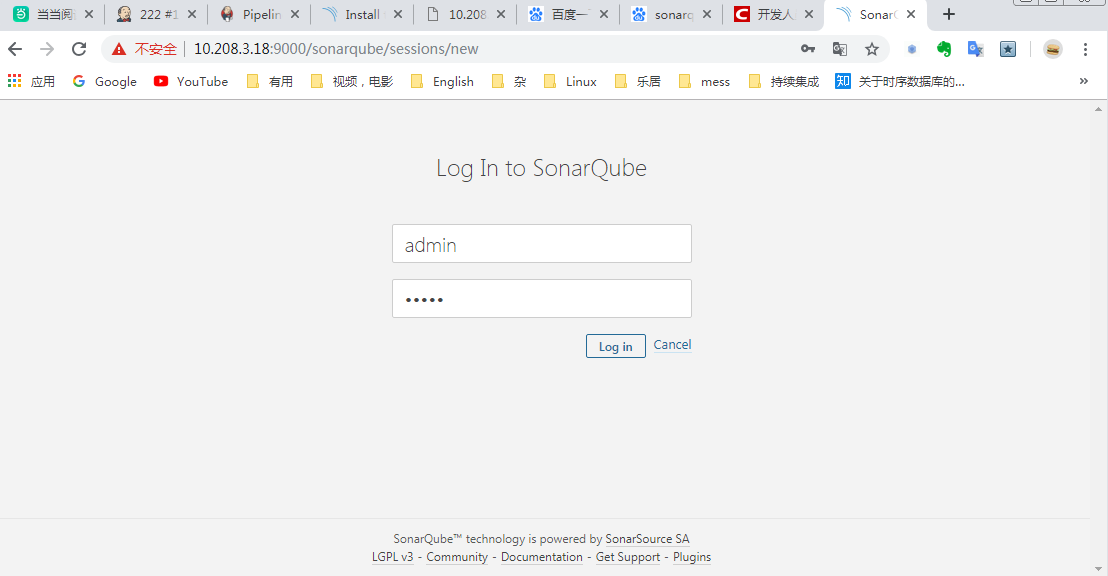 当当阅
222 #1
Pipelin
Install
10.208
百度一
sonarq
开发人
Sonar
不安全
10.208.3.18:9000/sonarqube/sessions/new
应用
Google
YouTube
有用
视频，电影
English
杂
Linux
乐居
mess
持续集成
知
关于时序数据库的...
»
Log In to SonarQube
admin
•••••
Log in
Cancel
SonarQube™ technology is powered by SonarSource SA
LGPL v3 - Community - Documentation - Get Support - Plugins